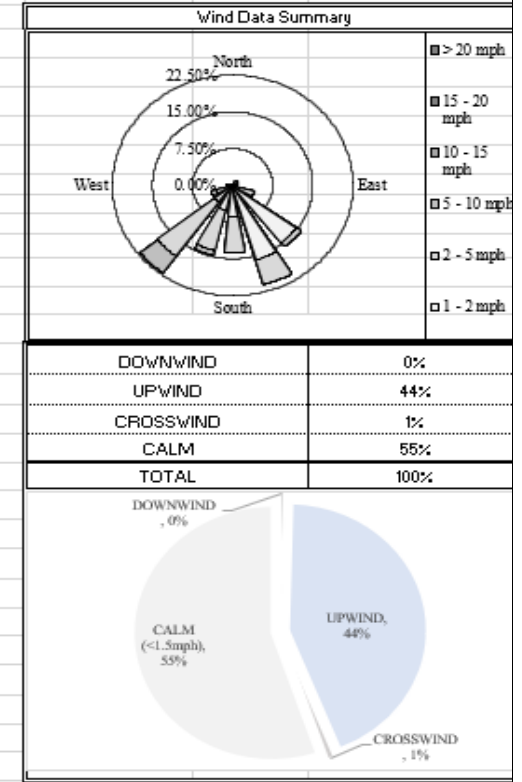 Wind Data Summary
North
22.50%
15.00%
7.50%
0.00%
West
East
South
> 20 mph
15 - 20
mph
10 - 15
mph
5 - 10 mph
2 - 5 mph
1 - 2 mph
DOWNWIND 0%
UPWIND 44%
CROSSWIND 1%
CALM 55%
TOTAL 100%
DOWNWIND
, 0%
UPWIND,
44%
CALM
(<1.5mph),
55%
CROSSWIND
, 1%